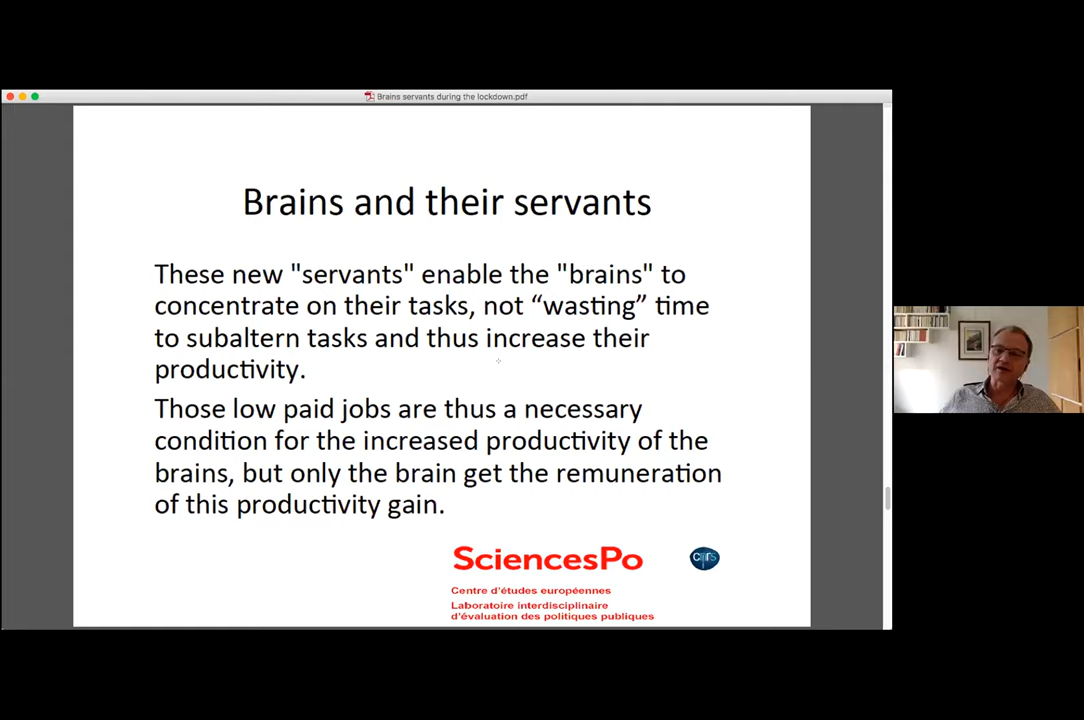 Brains servants during the lockdown.pdf
Brains and their servants
These new "servants" enable the "brains" to
concentrate on their tasks, not “wasting” time
to subaltern tasks and thus increase their
productivity.
Those low paid jobs are thus a necessary
condition for the increased productivity of the
brains, but only the brain get the remuneration
of this productivity gain.
SciencesPo
cnrs
Centre d'études européennes
Laboratoire interdisciplinaire
d'évaluation des politiques publiques